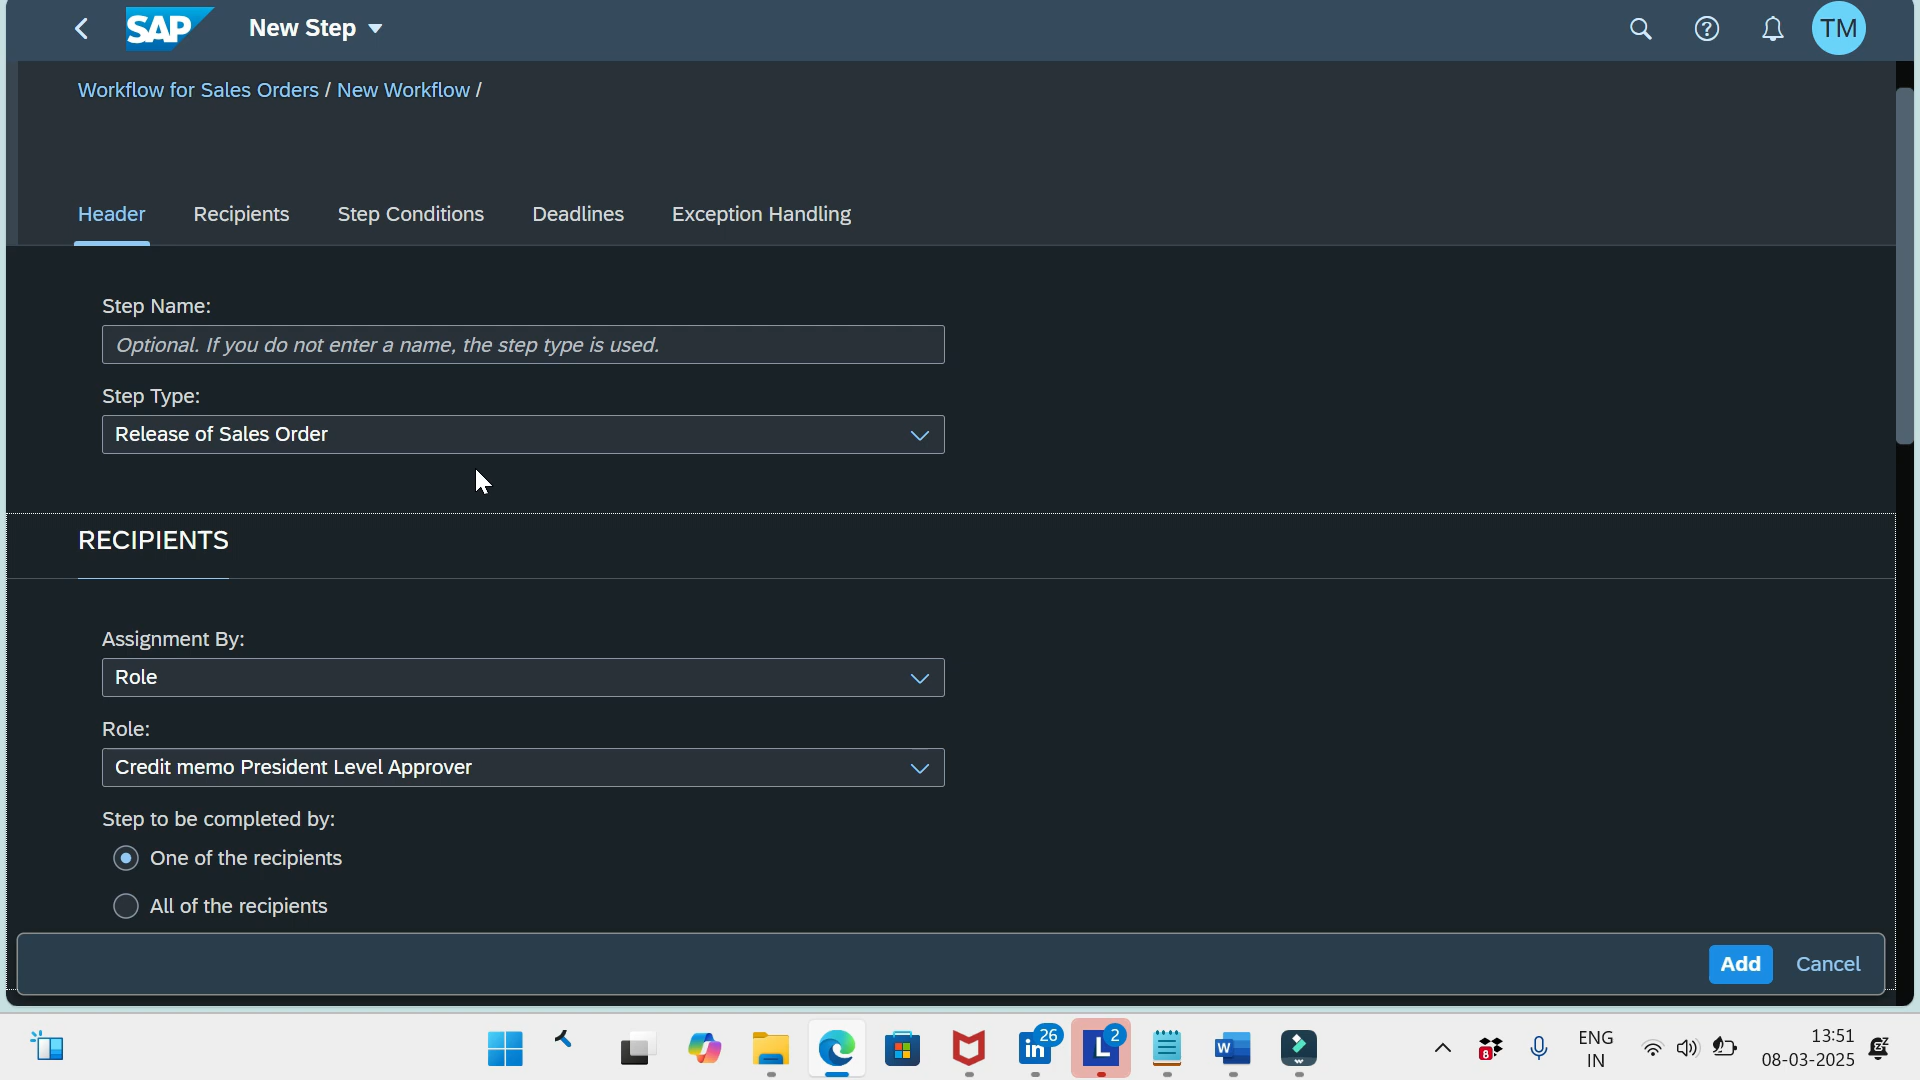 SAP New Step TM
Workflow for Sales Orders / New Workflow /
Header Recipients Step Conditions Deadlines Exception Handling
Step Name:
Optional. If you do not enter a name, the step type is used.
Step Type:
Release of Sales Order
RECIPIENTS
Assignment By:
Role
Role:
Credit memo President Level Approver
Step to be completed by:
One of the recipients
All of the recipients
Add Cancel
26 2 L in W 8
ENG
IN
13:51
08-03-2025